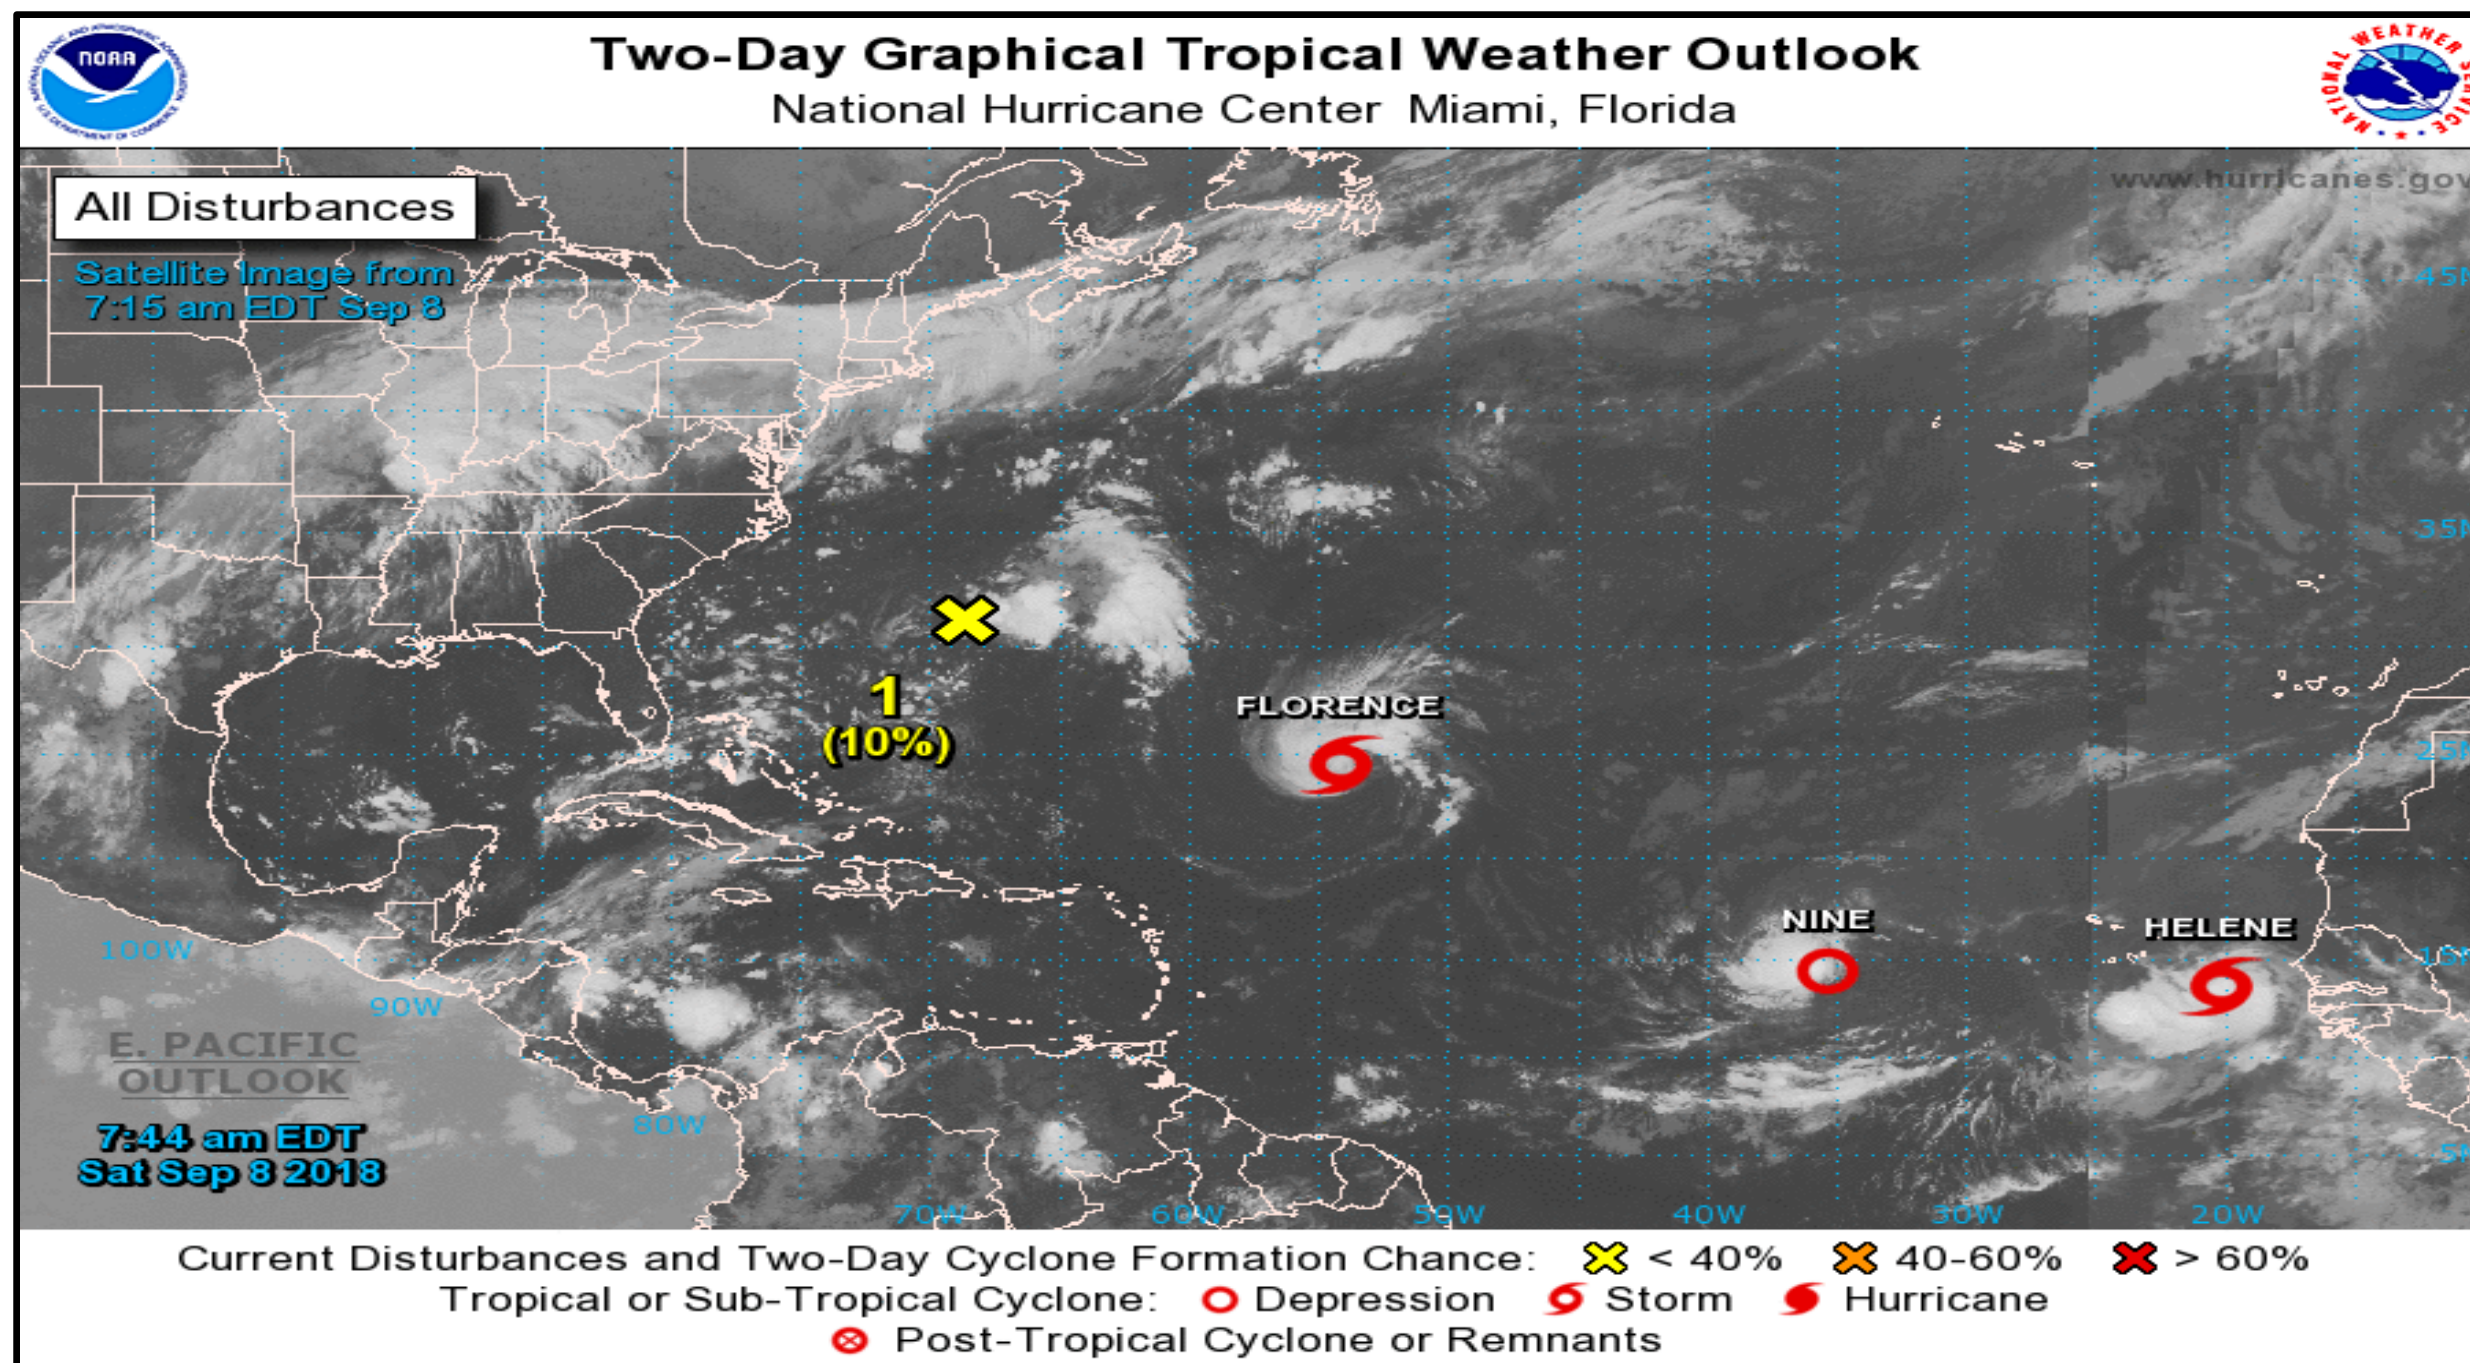 NOAA
Two-Day Graphical Tropical Weather Outlook
National Hurricane Center Miami, Florida
NATIONAL WEATHER SERVICE
All Disturbances
www.hurricanes.gov
Satellite Image from
7:15 am EDT Sep 8
45N
35N
1
(10%)
FLORENCE
25N
NINE
HELENE
100W
15N
90W
E. PACIFIC
OUTLOOK
80W
7:44 am EDT
Sat Sep 8 2018
5N
70W 60W 50W 40W 30W 20W
Current Disturbances and Two-Day Cyclone Formation Chance: < 40% 40-60% > 60%
Tropical or Sub-Tropical Cyclone: Depression Storm Hurricane
Post-Tropical Cyclone or Remnants